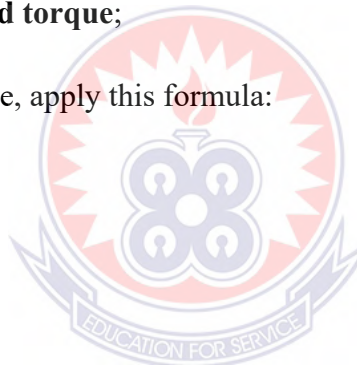 d torque;
e, apply this formula:
EDUCATION FOR SERVICE